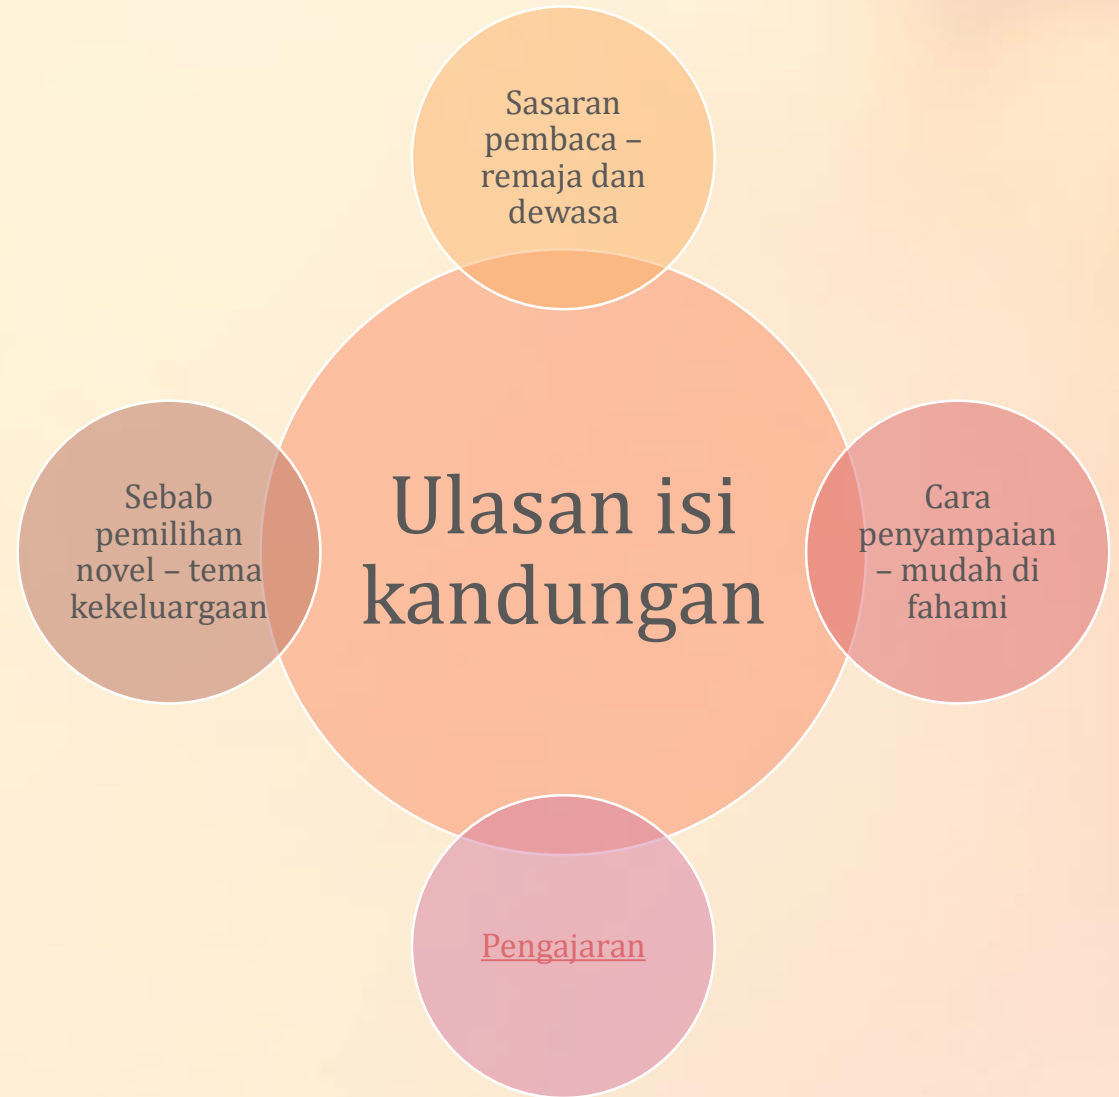 Sasaran
pembaca –
remaja dan
dewasa
Sebab
pemilihan
novel – tema
kekeluargaan
Ulasan isi
kandungan
Cara
penyampaian
– mudah di
fahami
Pengajaran